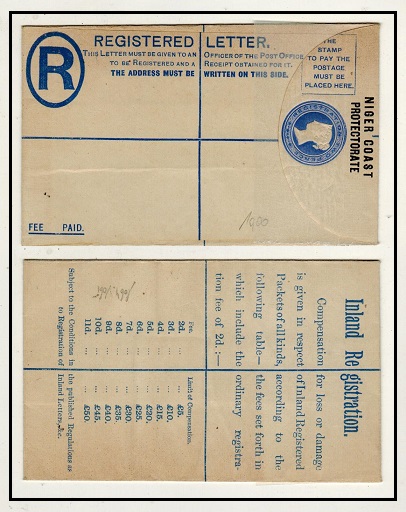 R
REGISTERED LETTER.
THIS LETTER MUST BE GIVEN TO AN OFFICER OF THE POST OFFICE
TO BE REGISTERED AND A RECEIPT OBTAINED FOR IT.
THE ADDRESS MUST BE WRITTEN ON THIS SIDE.
THE
STAMP
TO PAY THE
POSTAGE
MUST BE
PLACED HERE.
NIGER COAST
PROTECTORATE
REGISTRATION
1900
FEE PAID.
Inland Registration.
Compensation for loss or damage
is given in respect of Inland Registered
Packets of all kinds, according to the
following table— the fees set forth in
which include the ordinary registra-
tion fee of 2d. :—
Fee. Limit of Compensation.
2d. ... ... £5.
3d. ... ... £10.
4d. ... ... £15.
5d. ... ... £20.
6d. ... ... £25.
7d. ... ... £30.
8d. ... ... £35.
9d. ... ... £40.
10d. ... ... £45.
11d. ... ... £50.
Subject to the Conditions in the published Regulations as
to Registration of Inland Letters, &c.